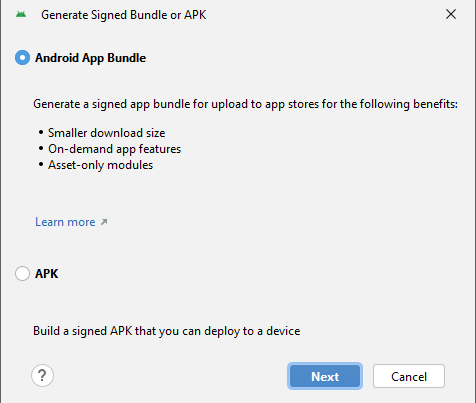 Generate Signed Bundle or APK
Android App Bundle
Generate a signed app bundle for upload to app stores for the following benefits:
• Smaller download size
• On-demand app features
• Asset-only modules
Learn more ↗
APK
Build a signed APK that you can deploy to a device
? Next Cancel